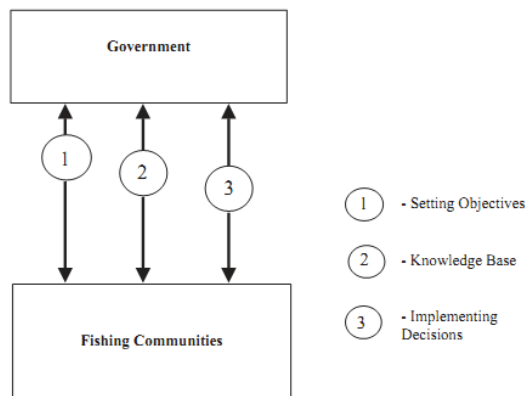 Government
1
2
3
1 - Setting Objectives
2 - Knowledge Base
3 - Implementing
Decisions
Fishing Communities